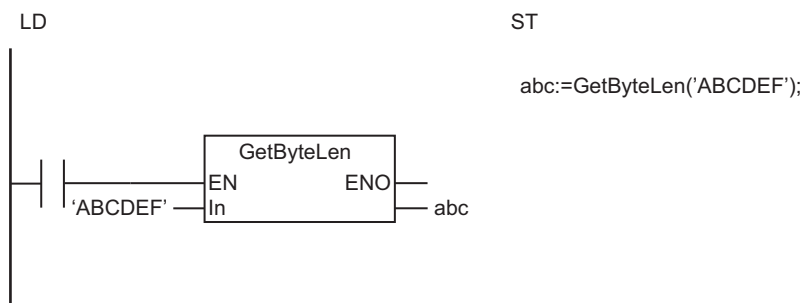 LD
ST
abc:=GetByteLen('ABCDEF');
GetByteLen
EN ENO
‘ABCDEF’ In abc